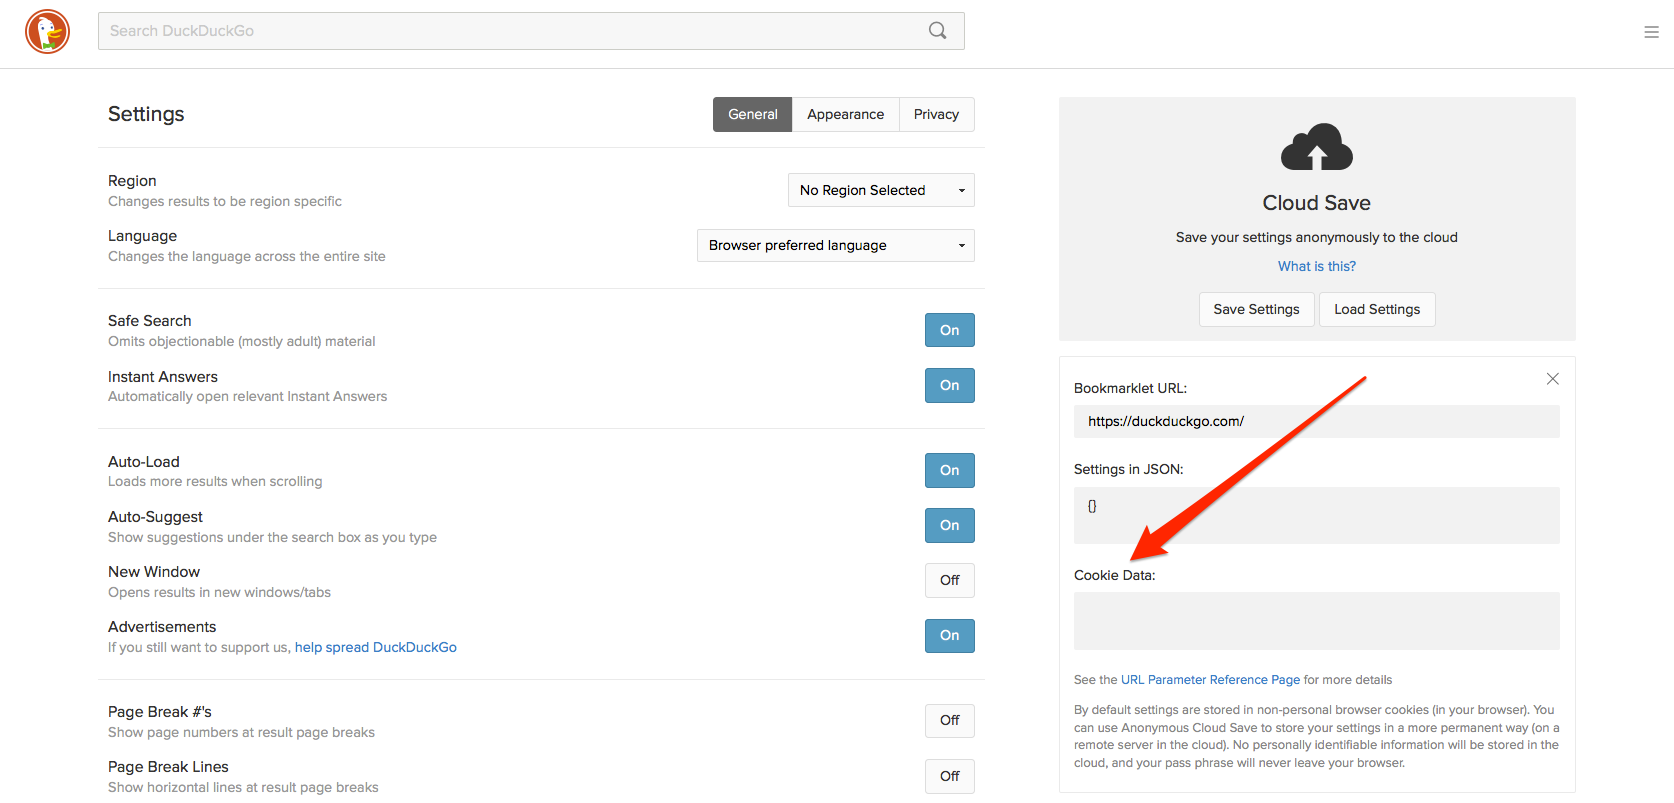 Search DuckDuckGo
Settings
General
Appearance
Privacy
Region
Changes results to be region specific
No Region Selected
Language
Changes the language across the entire site
Browser preferred language
Safe Search
Omits objectionable (mostly adult) material
On
Instant Answers
Automatically open relevant Instant Answers
On
Auto-Load
Loads more results when scrolling
On
Auto-Suggest
Show suggestions under the search box as you type
On
New Window
Opens results in new windows/tabs
Off
Advertisements
If you still want to support us, help spread DuckDuckGo
On
Page Break #'s
Show page numbers at result page breaks
Off
Page Break Lines
Show horizontal lines at result page breaks
Off
Cloud Save
Save your settings anonymously to the cloud
What is this?
Save Settings
Load Settings
Bookmarklet URL:
https://duckduckgo.com/
Settings in JSON:
{}
Cookie Data:
See the URL Parameter Reference Page for more details
By default settings are stored in non-personal browser cookies (in your browser). You
can use Anonymous Cloud Save to store your settings in a more permanent way (on a
remote server in the cloud). No personally identifiable information will be stored in the
cloud, and your pass phrase will never leave your browser.